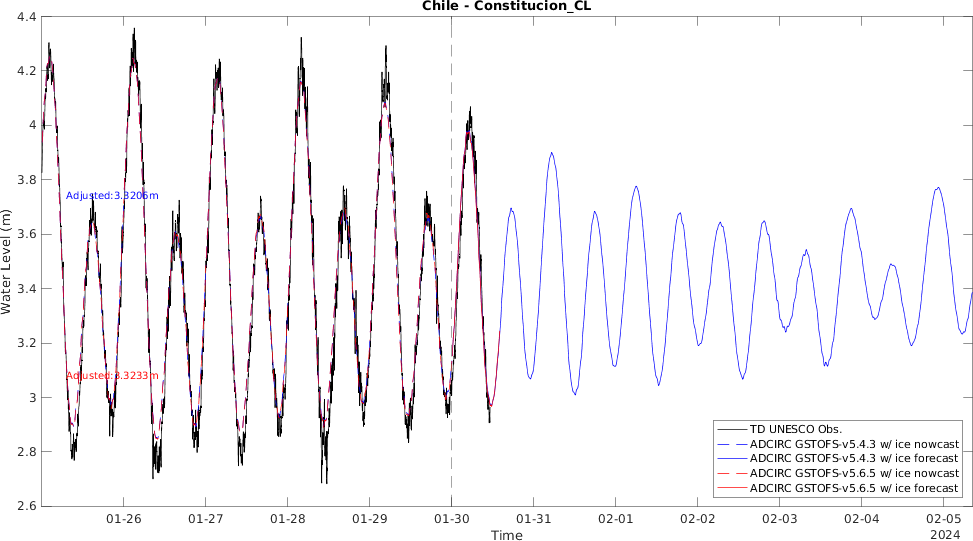 Chile - Constitucion_CL
4.4
4.2
4
3.8
3.6
3.4
3.2
3
2.8
2.6
Water Level (m)
Adjusted:3.3206m
Adjusted:3.3233m
TD UNESCO Obs.
ADCIRC GSTOFS-v5.4.3 w/ ice nowcast
ADCIRC GSTOFS-v5.4.3 w/ ice forecast
ADCIRC GSTOFS-v5.6.5 w/ ice nowcast
ADCIRC GSTOFS-v5.6.5 w/ ice forecast
01-26 01-27 01-28 01-29 01-30 01-31 02-01 02-02 02-03 02-04 02-05
Time
2024